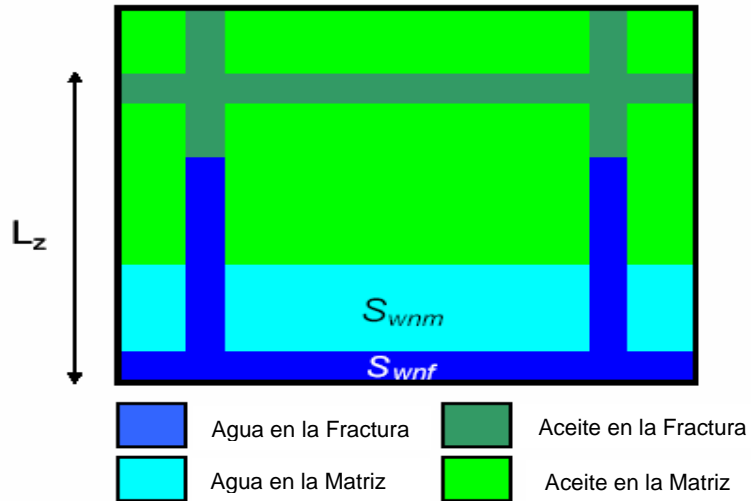 Lz
Swnm
Swnf
Agua en la Fractura
Aceite en la Fractura
Agua en la Matriz
Aceite en la Matriz